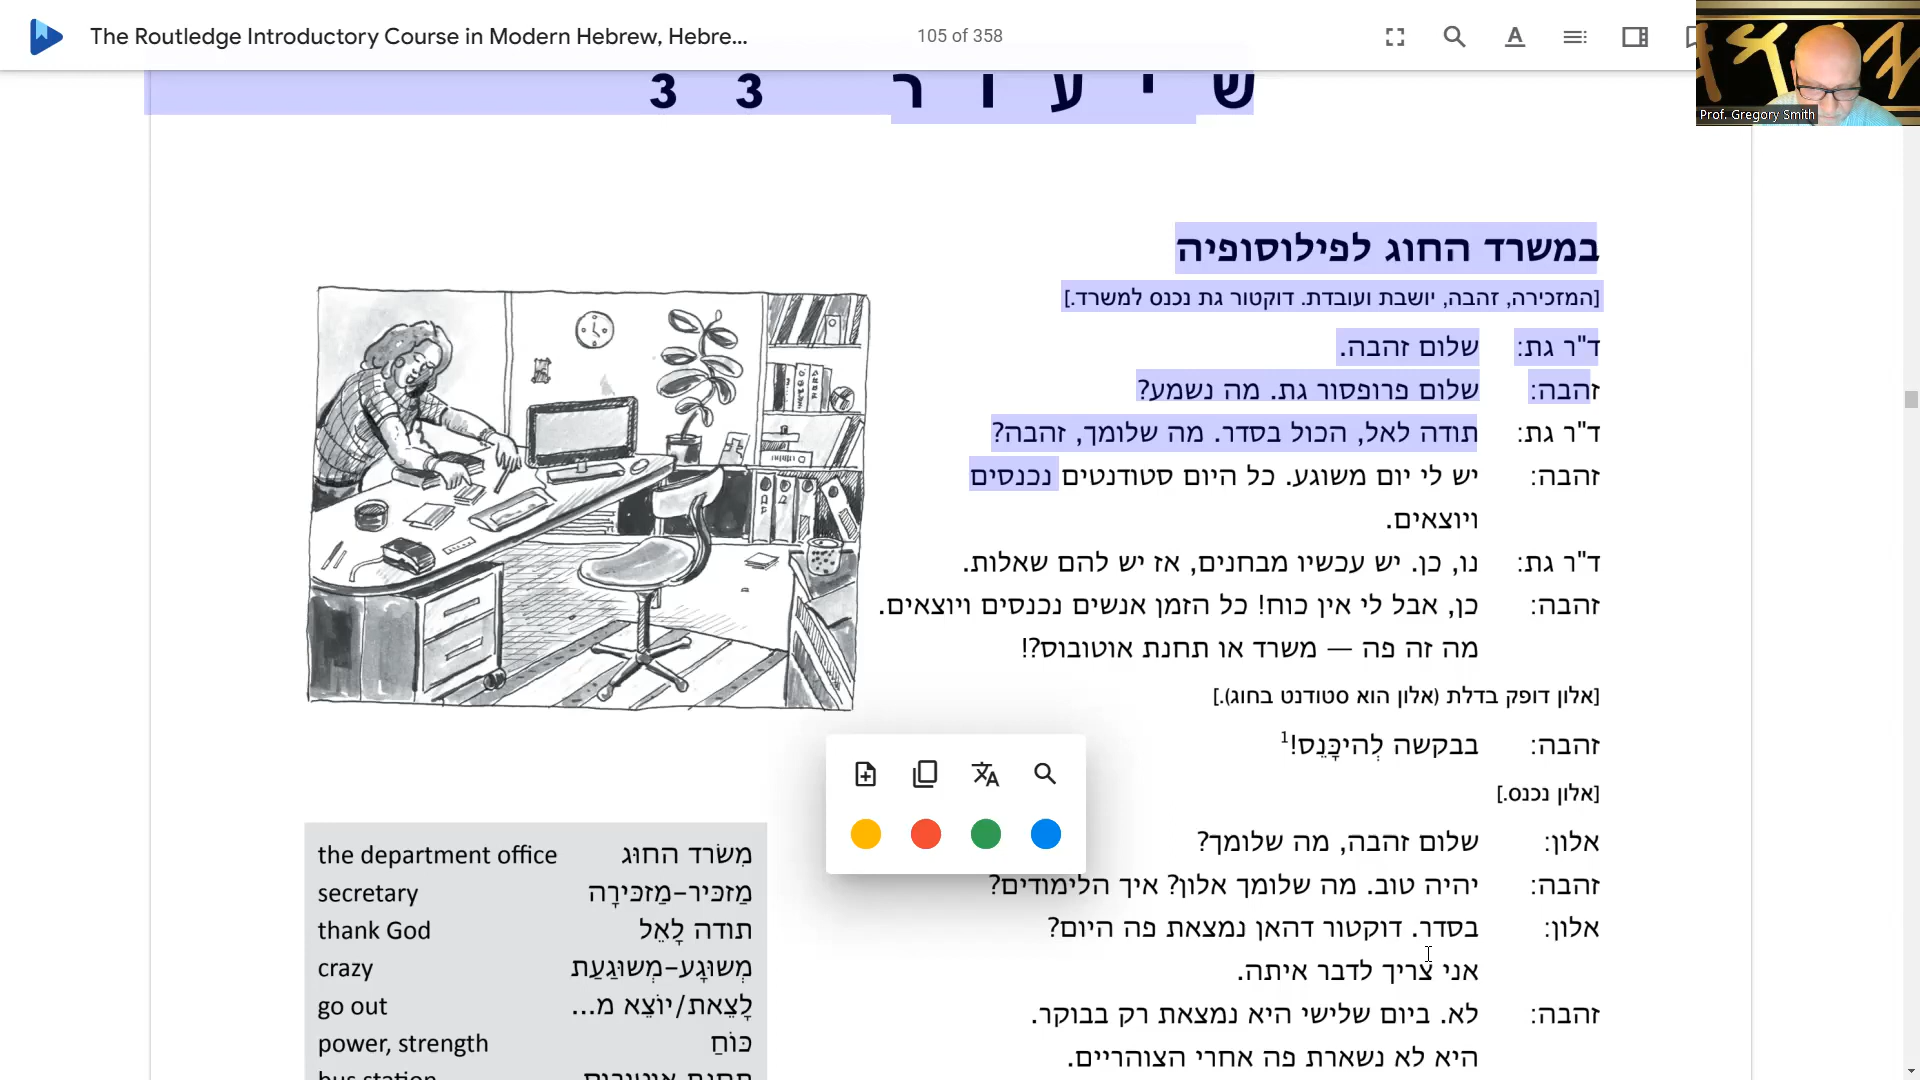 The Routledge Introductory Course in Modern Hebrew, Hebre...
105 of 358
Prof. Gregory Smith
שיעור 33
במשרד החוג לפילוסופיה
[המזכירה, זהבה, יושבת ועובדת. דוקטור גת נכנס למשרד.]
ד"ר גת: שלום זהבה.
זהבה: שלום פרופסור גת. מה נשמע?
ד"ר גת: תודה לאל, הכול בסדר. מה שלומך, זהבה?
זהבה: יש לי יום משוגע. כל היום סטודנטים נכנסים
ויוצאים.
ד"ר גת: נו, כן. יש עכשיו מבחנים, אז יש להם שאלות.
זהבה: כן, אבל לי אין כוח! כל הזמן אנשים נכנסים ויוצאים.
מה זה פה — משרד או תחנת אוטובוס?!
[אלון דופק בדלת (אלון הוא סטודנט בחוג).]
זהבה: בבקשה לְהיכָּנֵס!1
[אלון נכנס.]
אלון: שלום זהבה, מה שלומך?
זהבה: יהיה טוב. מה שלומך אלון? איך הלימודים?
אלון: בסדר. דוקטור דהאן נמצאת פה היום?
אני צריך לדבר איתה.
זהבה: לא. ביום שלישי היא נמצאת רק בבוקר.
היא לא נשארת פה אחרי הצוהריים.
the department office מִשׂרד החוּג
secretary מַזכּיר–מַזכּירָה
thank God תודה לָאֵל
crazy מְשוּגָע–מְשוּגַעַת
go out לָצֵאת/יוֹצֵא מ...
power, strength כּוֹחַ
bus station תחנת אוטובוס